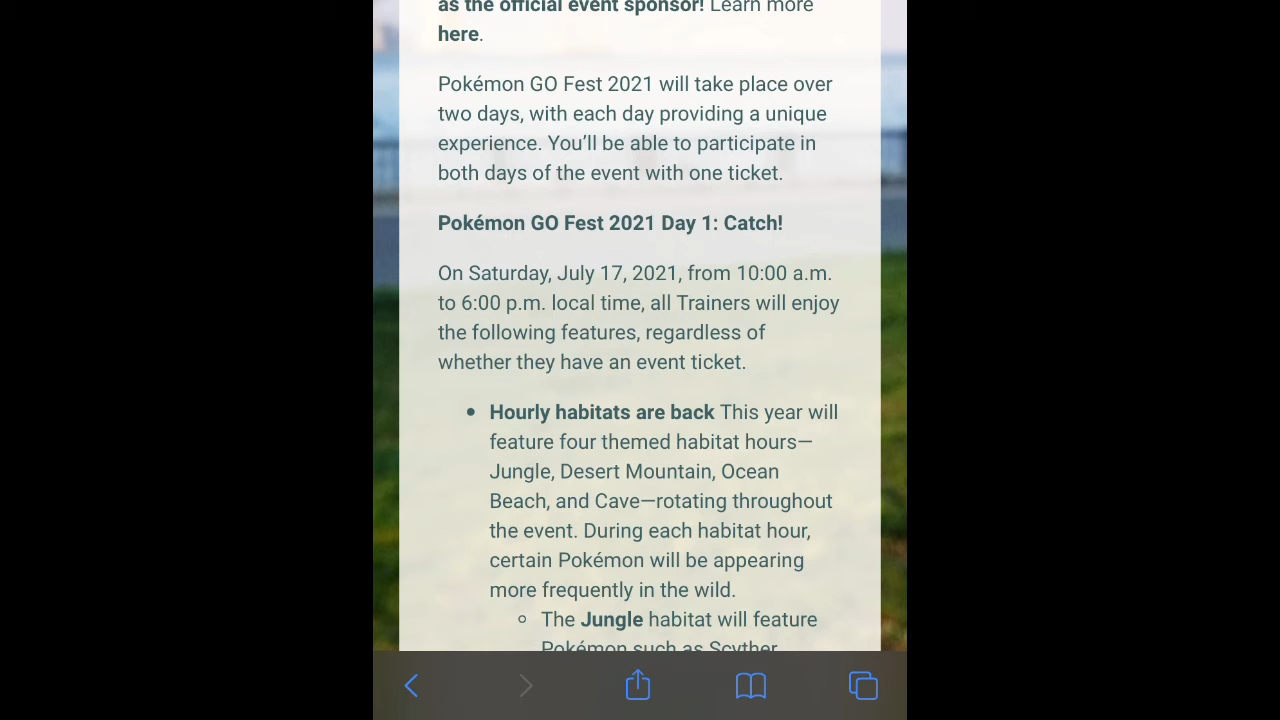 as the official event sponsor! Learn more
here.
Pokémon GO Fest 2021 will take place over
two days, with each day providing a unique
experience. You’ll be able to participate in
both days of the event with one ticket.
Pokémon GO Fest 2021 Day 1: Catch!
On Saturday, July 17, 2021, from 10:00 a.m.
to 6:00 p.m. local time, all Trainers will enjoy
the following features, regardless of
whether they have an event ticket.
• Hourly habitats are back This year will
feature four themed habitat hours—
Jungle, Desert Mountain, Ocean
Beach, and Cave—rotating throughout
the event. During each habitat hour,
certain Pokémon will be appearing
more frequently in the wild.
◦ The Jungle habitat will feature
Pokémon such as Scyther